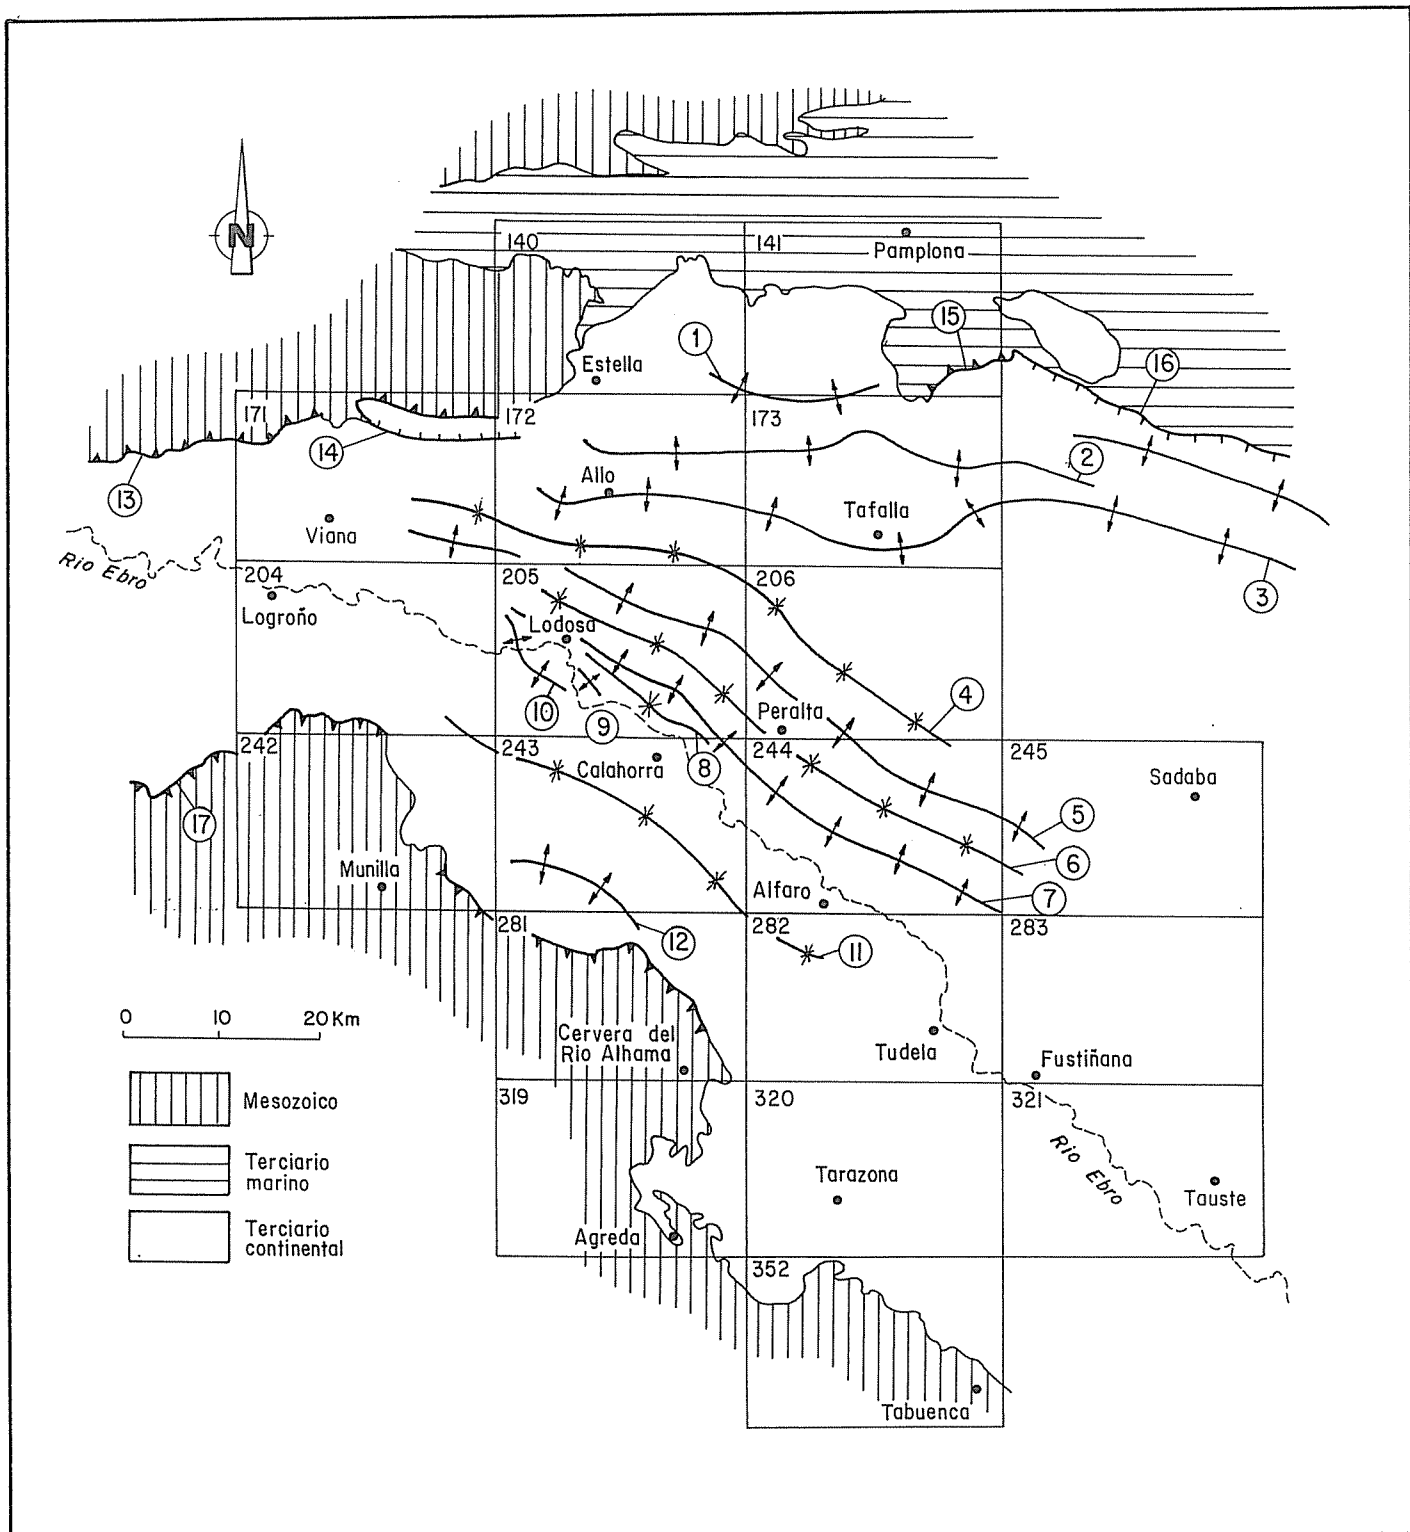 N
140
141
Pamplona
1
15
Estella
16
171
172
173
14
2
13
Allo
Tafalla
Viana
Rio Ebro
204
205
206
3
Logroño
Lodosa
10
9
Peralta
4
242
243
244
245
Calahorra
8
Sadaba
17
5
Munilla
6
Alfaro
7
281
282
283
12
11
0 10 20 Km
Cervera del
Rio Alhama
Tudela
Fustiñana
Mesozoico
319
320
321
Rio Ebro
Terciario
marino
Tarazona
Tauste
Terciario
continental
Agreda
352
Tabuenca